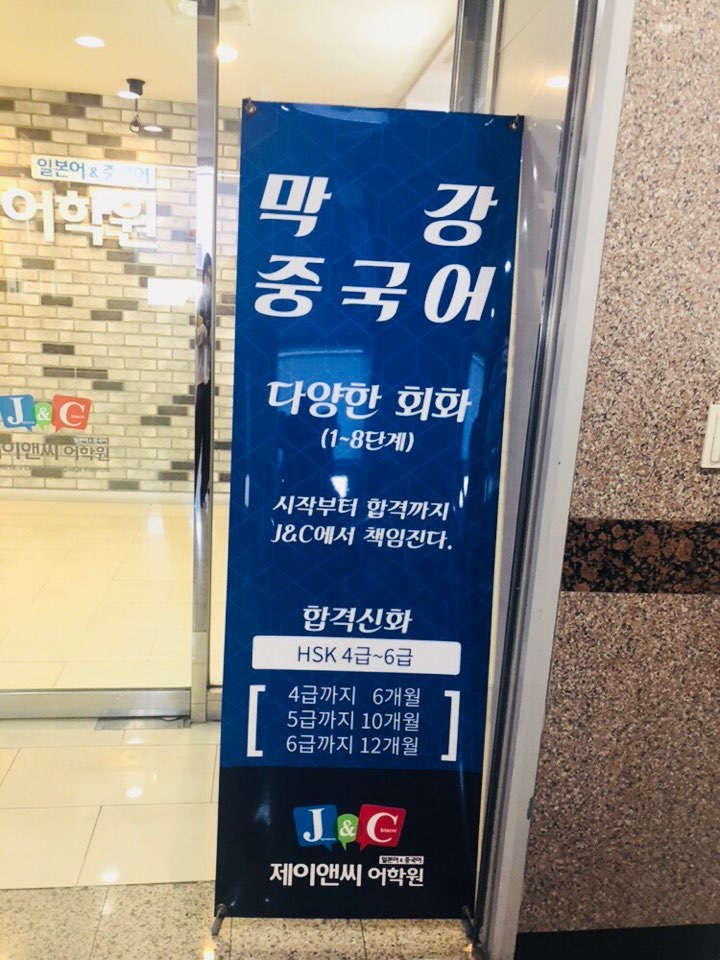 일본어 &
어학원
J&C
이앤씨 어학원
막 강
중국어
다양한 회화
(1~8단계)
시작부터 합격까지
J&C에서 책임진다.
합격신화
HSK 4급~6급
4급까지 6개월
5급까지 10개월
6급까지 12개월
J&C
일본어 & 중국어
제이앤씨 어학원